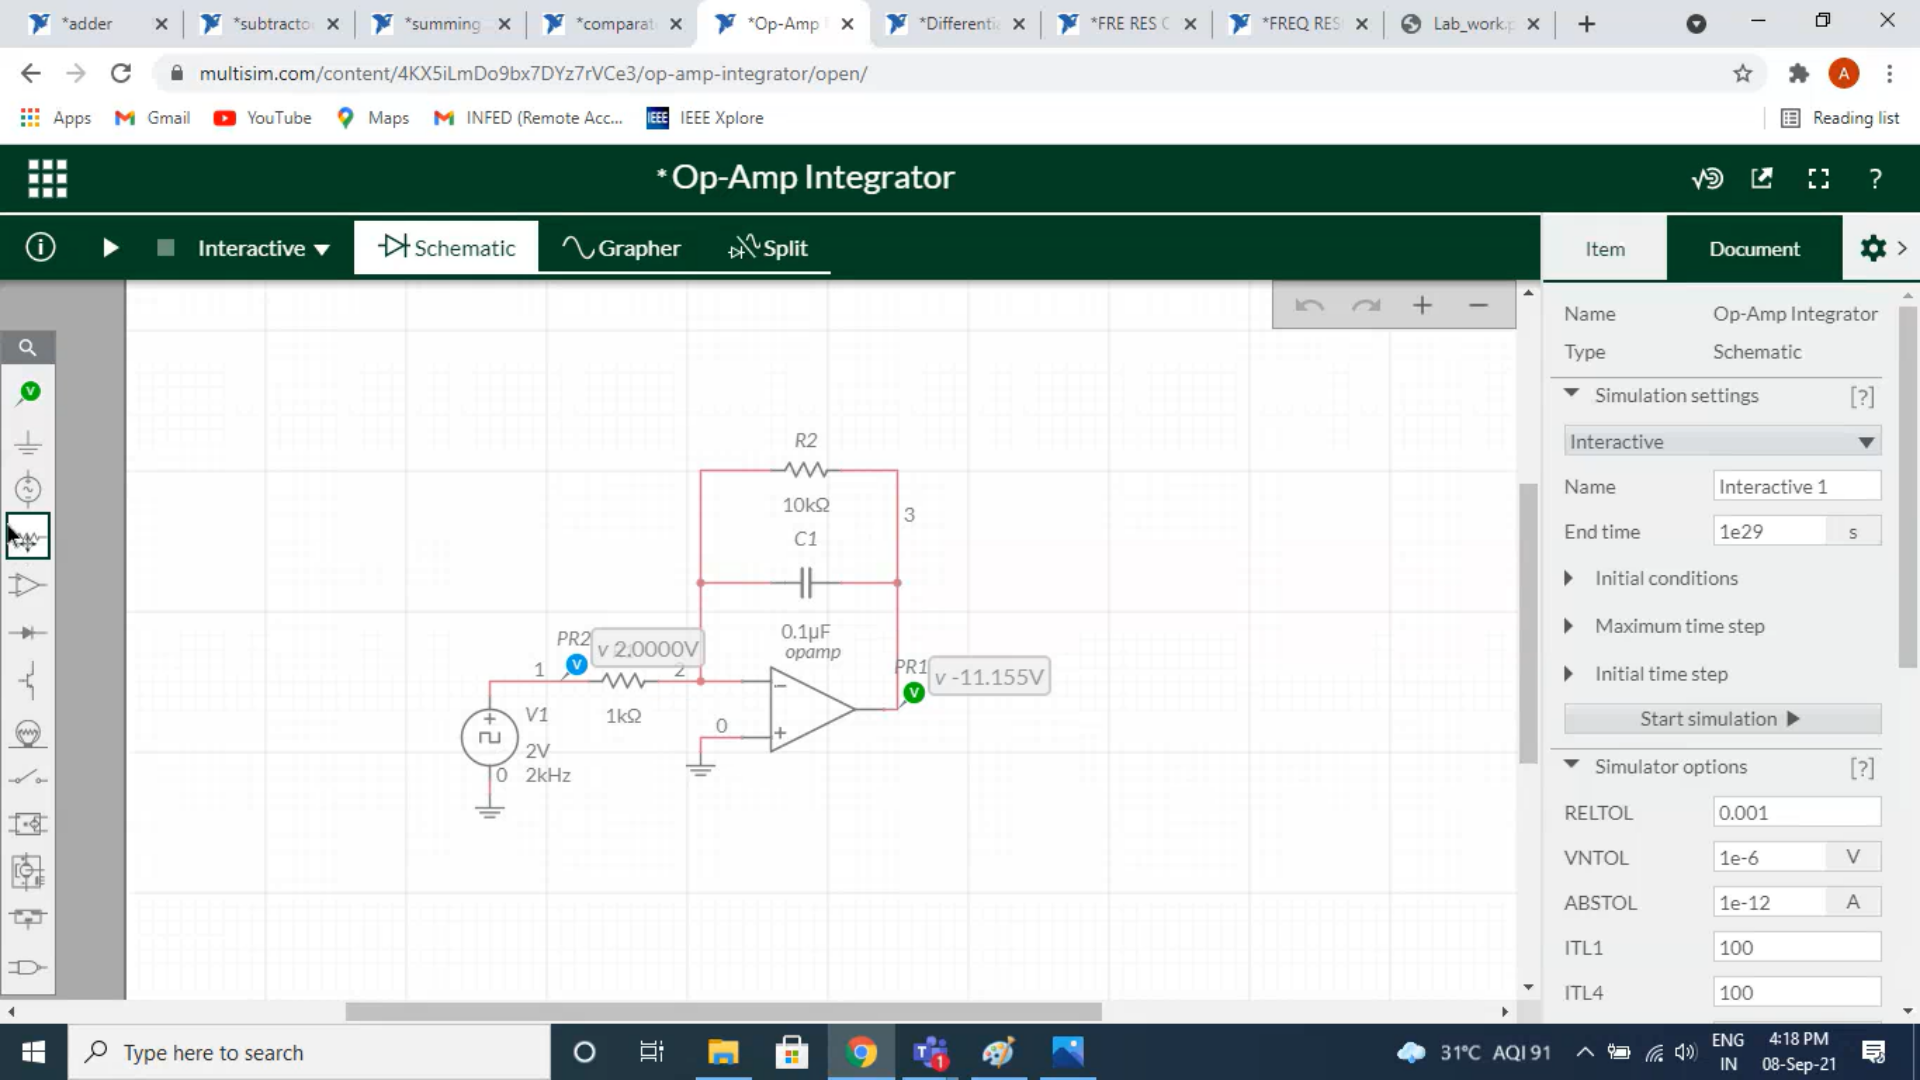 *adder
*subtracto
*summing
*comparat
*Op-Amp
*Differenti
*FRE RES C
*FREQ RES
Lab_work.p
multisim.com/content/4KX5iLmDo9bx7DYz7rVCe3/op-amp-integrator/open/
A
Apps
Gmail
YouTube
Maps
INFED (Remote Acc...
IEEE
IEEE Xplore
Reading list
* Op-Amp Integrator
?
Interactive
Schematic
Grapher
Split
Item
Document
Name Op-Amp Integrator
Type Schematic
Simulation settings [?]
Interactive
Name Interactive 1
End time 1e29 s
Initial conditions
Maximum time step
Initial time step
Start simulation
Simulator options [?]
RELTOL 0.001
VNTOL 1e-6 V
ABSTOL 1e-12 A
ITL1 100
ITL4 100
V
R2
10kΩ
3
C1
0.1µF
opamp
PR2
v 2.0000V
1
V
2
1kΩ
PR1
v -11.155V
V
V1
2V
2kHz
0
0
Type here to search
1
31°C AQI 91
ENG
IN
4:18 PM
08-Sep-21